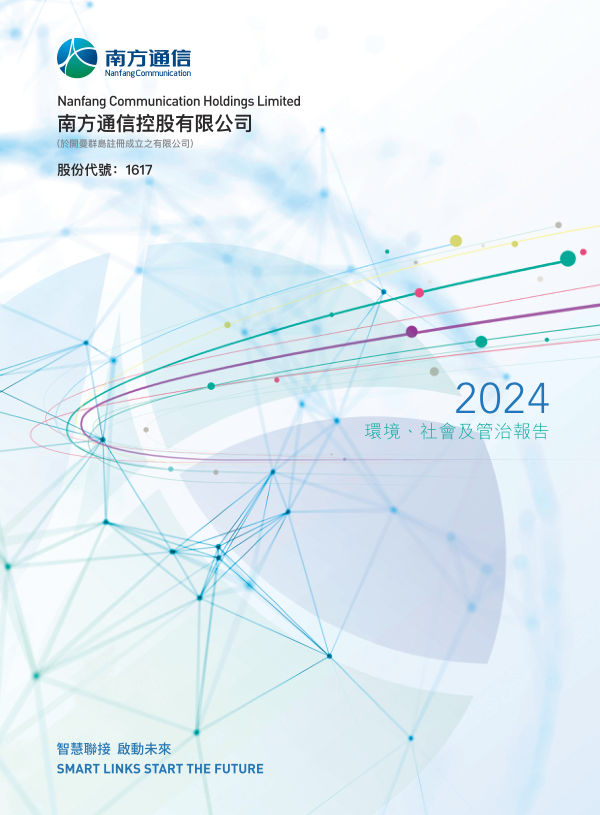 南方通信
Nanfang Communication
Nanfang Communication Holdings Limited
南方通信控股有限公司
(於開曼群島註冊成立之有限公司)
股份代號：1617
2024
環境、社會及管治報告
智慧聯接 啟動未來
SMART LINKS START THE FUTURE